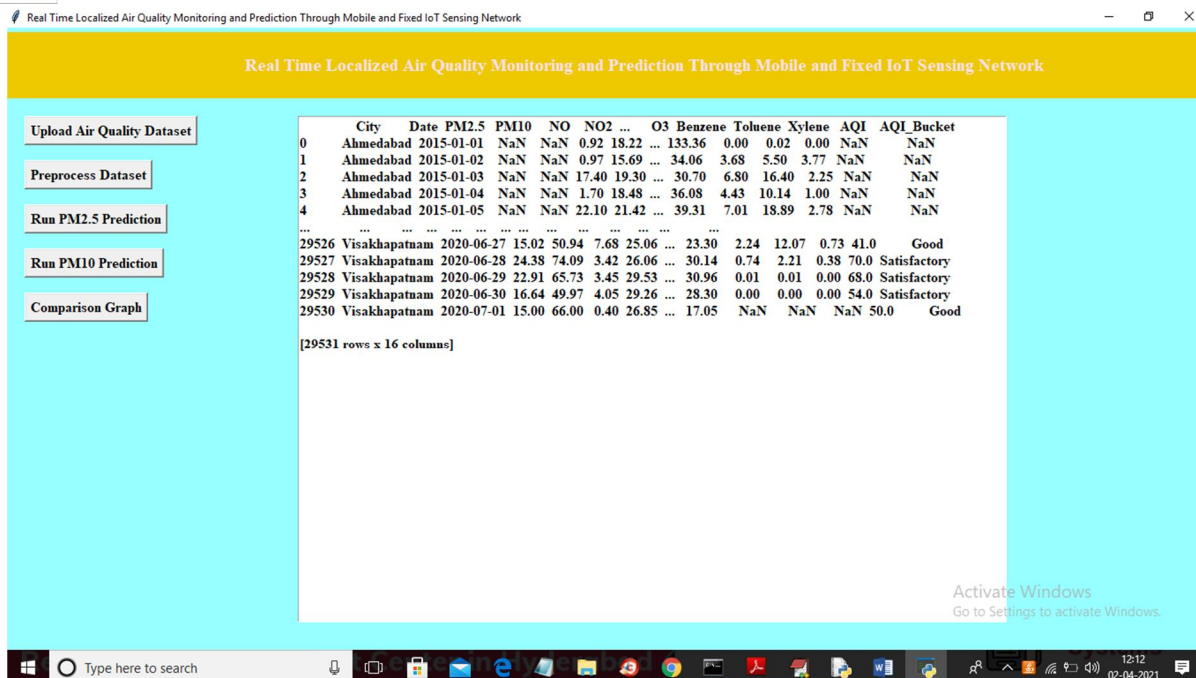 Real Time Localized Air Quality Monitoring and Prediction Through Mobile and Fixed IoT Sensing Network
Real Time Localized Air Quality Monitoring and Prediction Through Mobile and Fixed IoT Sensing Network
Upload Air Quality Dataset
Preprocess Dataset
Run PM2.5 Prediction
Run PM10 Prediction
Comparison Graph
City Date PM2.5 PM10 NO NO2 ... O3 Benzene Toluene Xylene AQI AQI_Bucket
0 Ahmedabad 2015-01-01 NaN NaN 0.92 18.22 ... 133.36 0.00 0.02 0.00 NaN NaN
1 Ahmedabad 2015-01-02 NaN NaN 0.97 15.69 ... 34.06 3.68 5.50 3.77 NaN NaN
2 Ahmedabad 2015-01-03 NaN NaN 17.40 19.30 ... 30.70 6.80 16.40 2.25 NaN NaN
3 Ahmedabad 2015-01-04 NaN NaN 1.70 18.48 ... 36.08 4.43 10.14 1.00 NaN NaN
4 Ahmedabad 2015-01-05 NaN NaN 22.10 21.42 ... 39.31 7.01 18.89 2.78 NaN NaN
... ... ... ... ... ... ... ... ... ... ... ... ...
29526 Visakhapatnam 2020-06-27 15.02 50.94 7.68 25.06 ... 23.30 2.24 12.07 0.73 41.0 Good
29527 Visakhapatnam 2020-06-28 24.38 74.09 3.42 26.06 ... 30.14 0.74 2.21 0.38 70.0 Satisfactory
29528 Visakhapatnam 2020-06-29 22.91 65.73 3.45 29.53 ... 30.96 0.01 0.01 0.00 68.0 Satisfactory
29529 Visakhapatnam 2020-06-30 16.64 49.97 4.05 29.26 ... 28.30 0.00 0.00 0.00 54.0 Satisfactory
29530 Visakhapatnam 2020-07-01 15.00 66.00 0.40 26.85 ... 17.05 NaN NaN NaN 50.0 Good
[29531 rows x 16 columns]
Activate Windows
Go to Settings to activate Windows.
Type here to search
12:12
02-04-2021